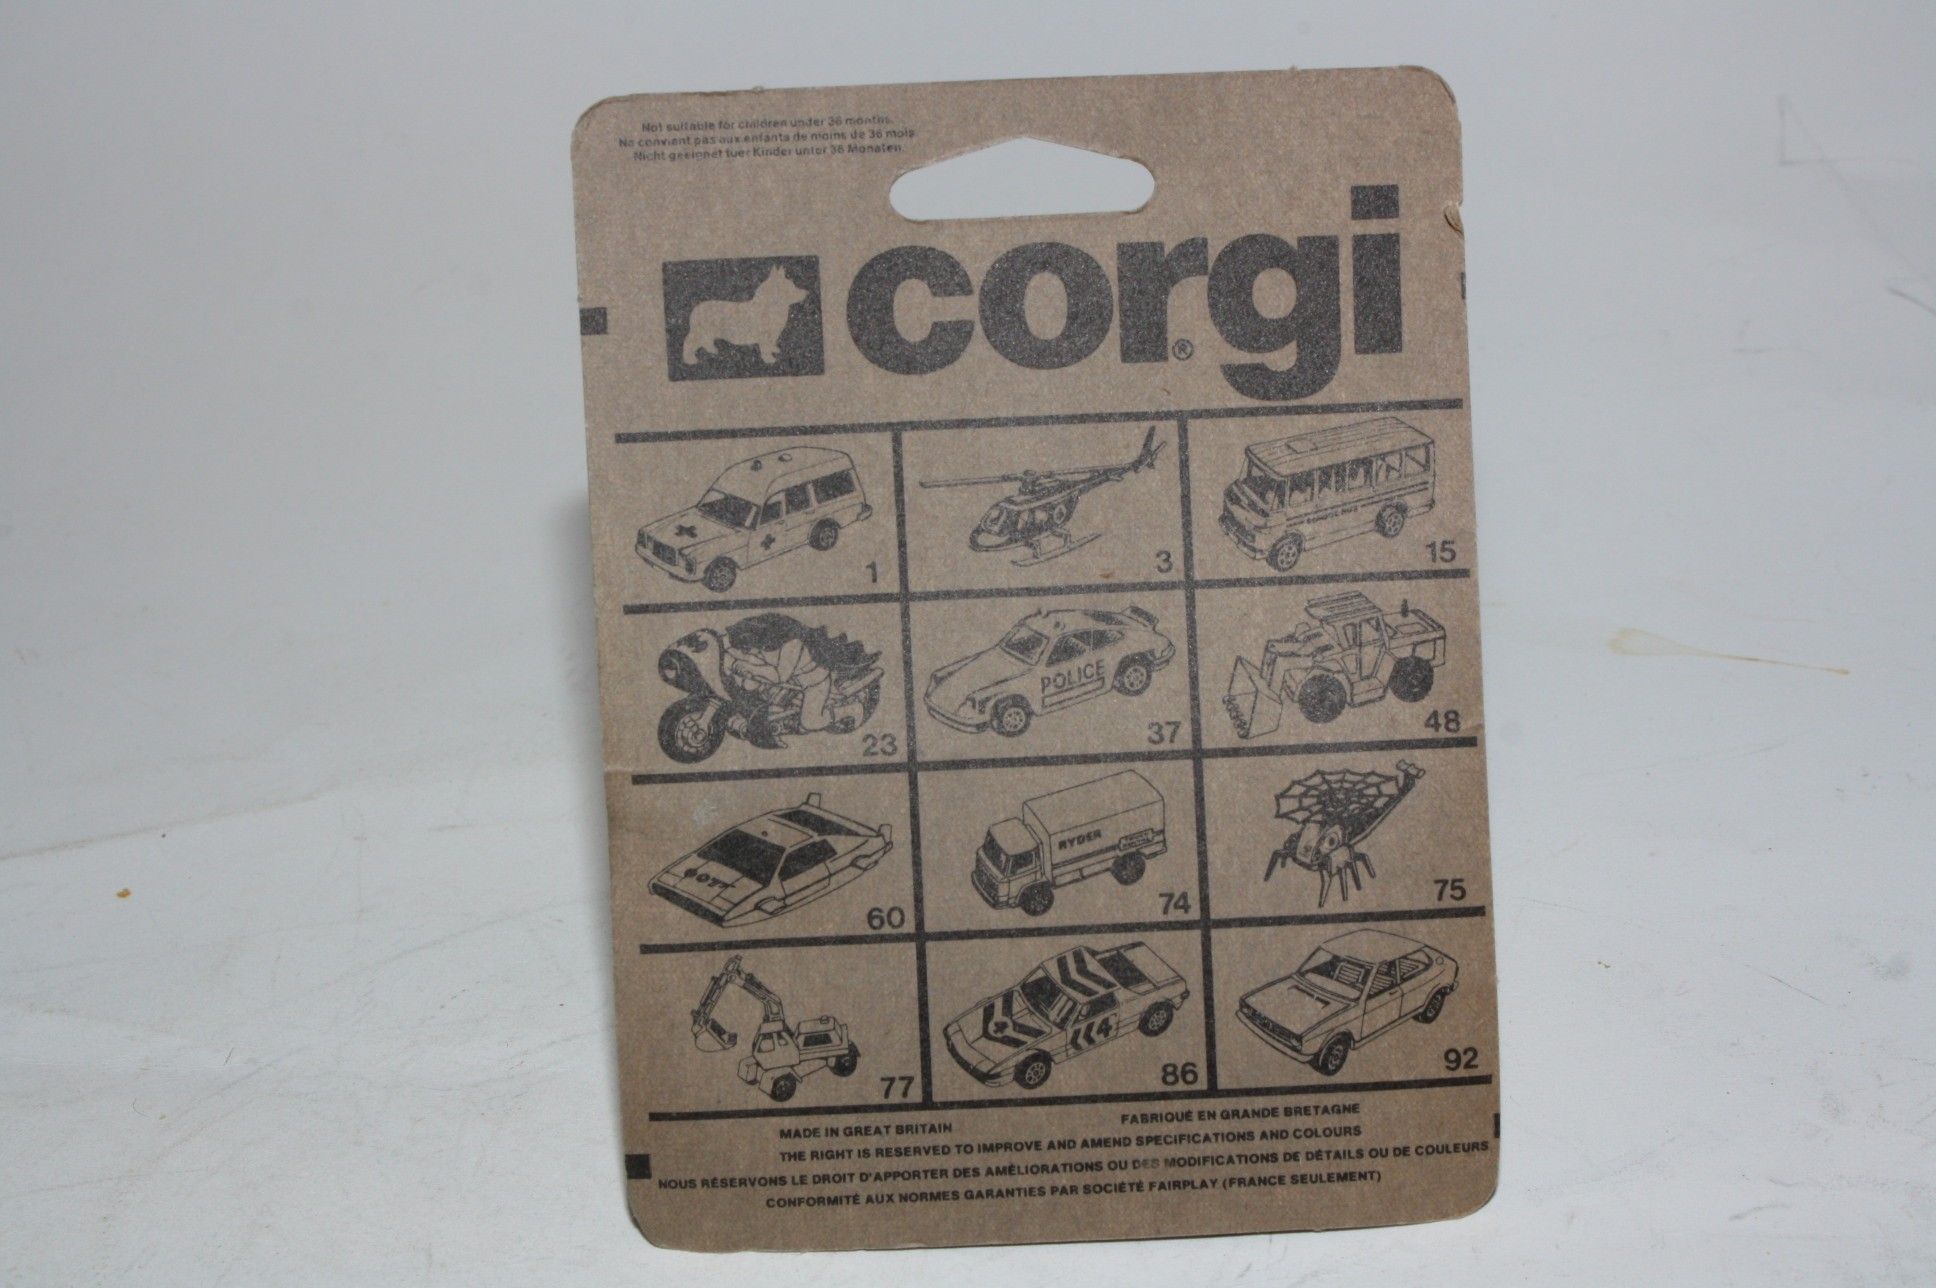 Not suitable for children under 36 months.
Ne convient pas aux enfants de moins de 36 mois
Nicht geeignet fuer Kinder unter 36 Monaten.
corgi®
1
3
15
SCHOOL BUS
23
POLICE
37
48
60
RYDER
74
75
77
4
86
92
MADE IN GREAT BRITAIN
FABRIQUÉ EN GRANDE BRETAGNE
THE RIGHT IS RESERVED TO IMPROVE AND AMEND SPECIFICATIONS AND COLOURS
NOUS RÉSERVONS LE DROIT D'APPORTER DES AMÉLIORATIONS OU DES MODIFICATIONS DE DÉTAILS OU DE COULEURS
CONFORMITÉ AUX NORMES GARANTIES PAR SOCIÉTÉ FAIRPLAY (FRANCE SEULEMENT)